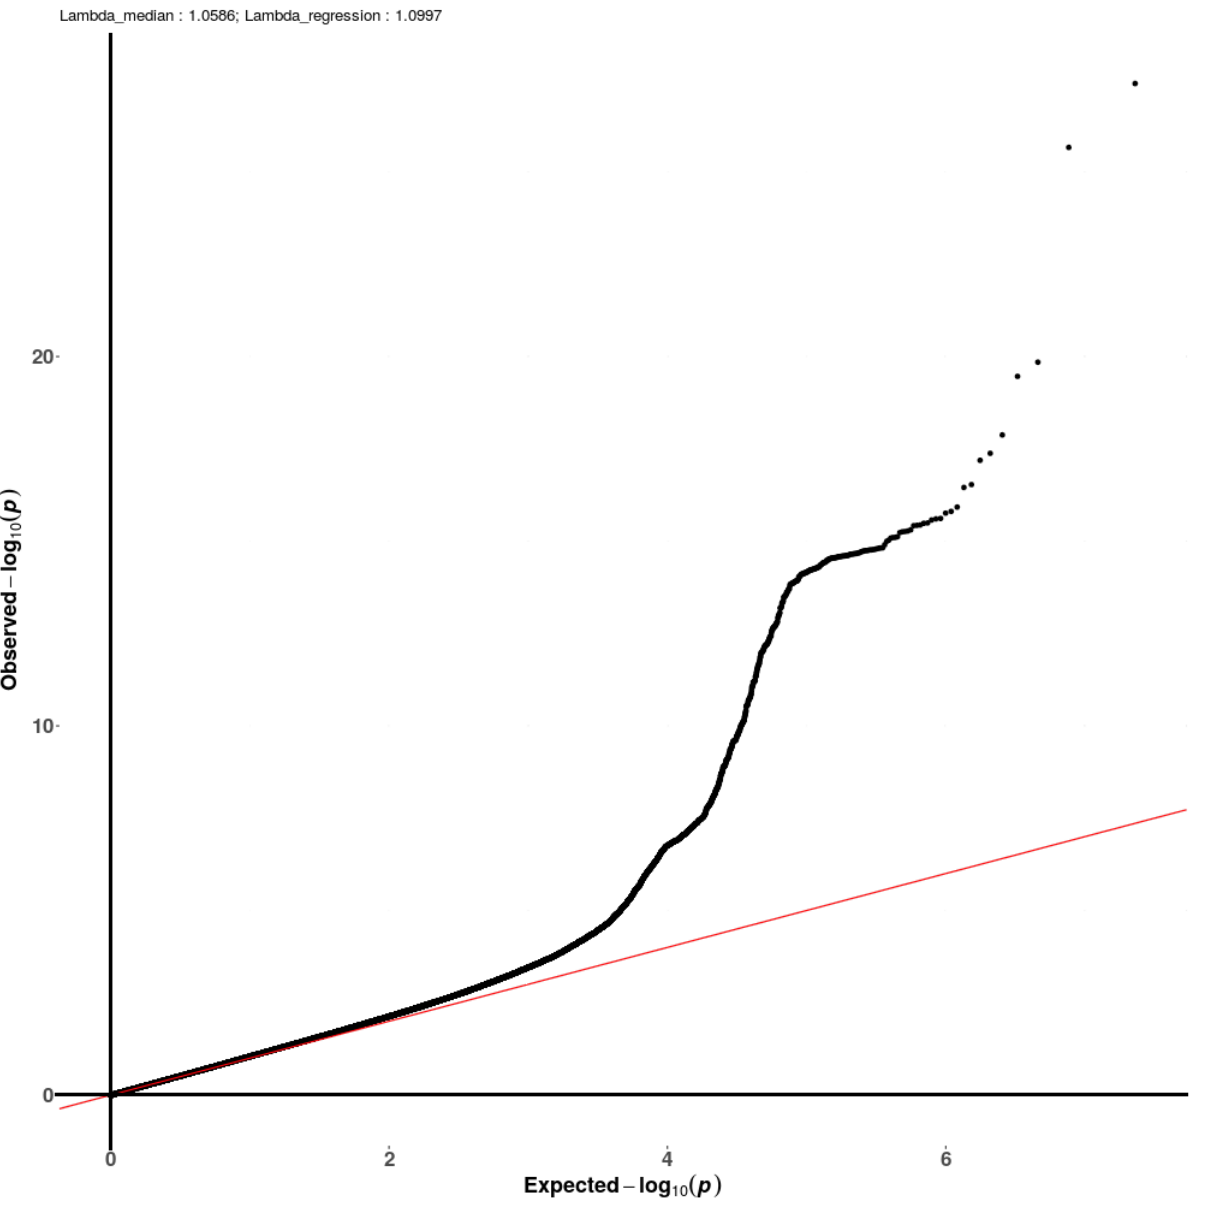 Lambda_median : 1.0586; Lambda_regression : 1.0997
20
10
0
Observed−log₁₀(p)
0 2 4 6
Expected−log₁₀(p)